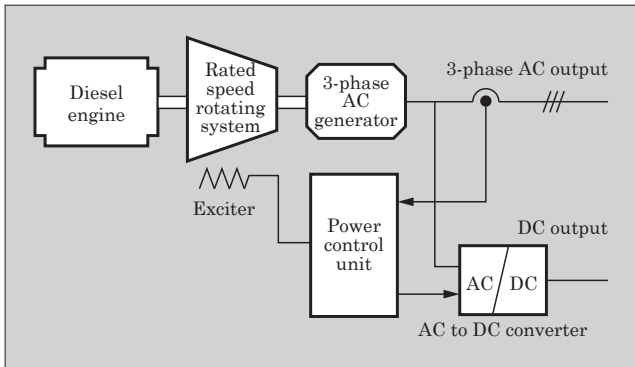 Diesel
engine
Rated
speed
rotating
system
3-phase
AC
generator
3-phase AC output
Exciter
Power
control
unit
DC output
AC
DC
AC to DC converter